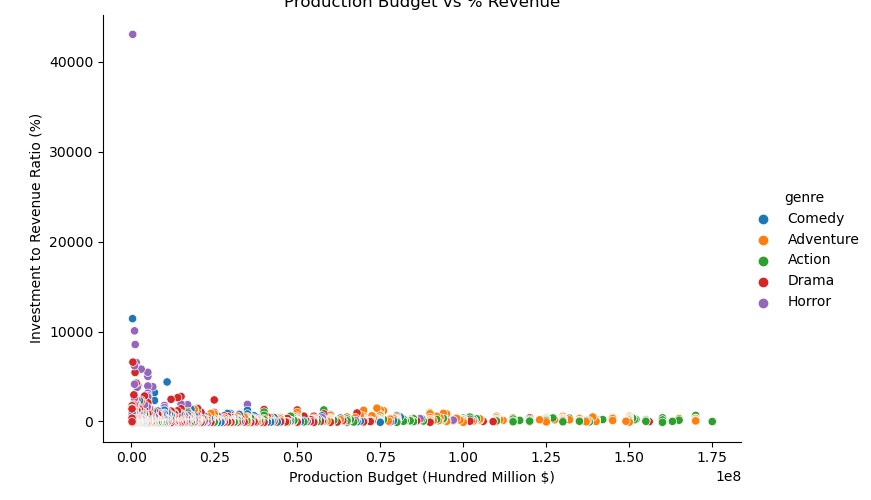 Production Budget vs % Revenue
40000
30000
20000
10000
0
Investment to Revenue Ratio (%)
0.00 0.25 0.50 0.75 1.00 1.25 1.50 1.75
1e8
Production Budget (Hundred Million $)
genre
Comedy
Adventure
Action
Drama
Horror